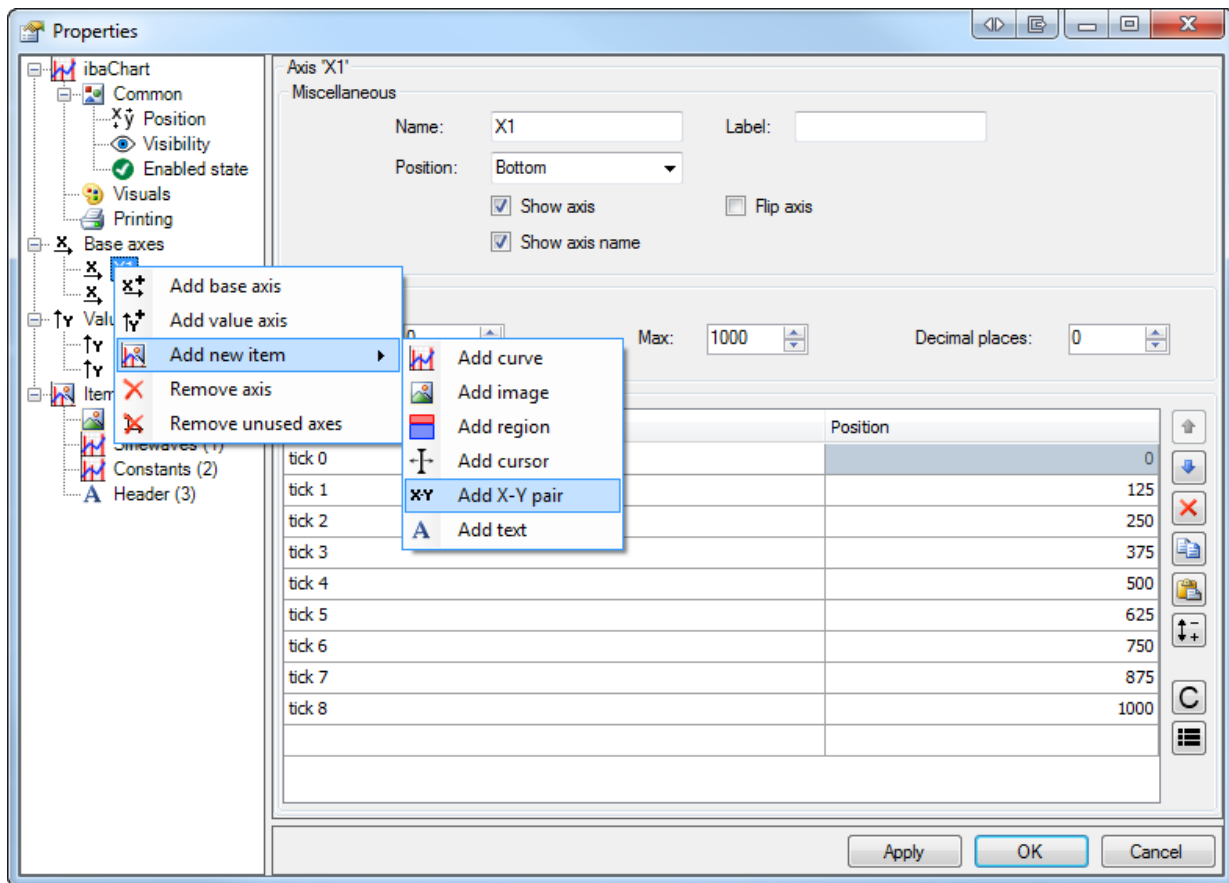 Properties
ibaChart
Common
Position
Visibility
Enabled state
Visuals
Printing
Base axes
X1
Axis 'X1'
Miscellaneous
Name: X1 Label:
Position: Bottom
Show axis Flip axis
Show axis name
Add base axis
Add value axis
Add new item
Remove axis
Remove unused axes
Add curve
Add image
Add region
Add cursor
X-Y Add X-Y pair
A Add text
0 Max: 1000 Decimal places: 0
Sinewaves (1)
Constants (2)
A Header (3)
Position
tick 0 0
tick 1 125
tick 2 250
tick 3 375
tick 4 500
tick 5 625
tick 6 750
tick 7 875
tick 8 1000
C
Apply OK Cancel